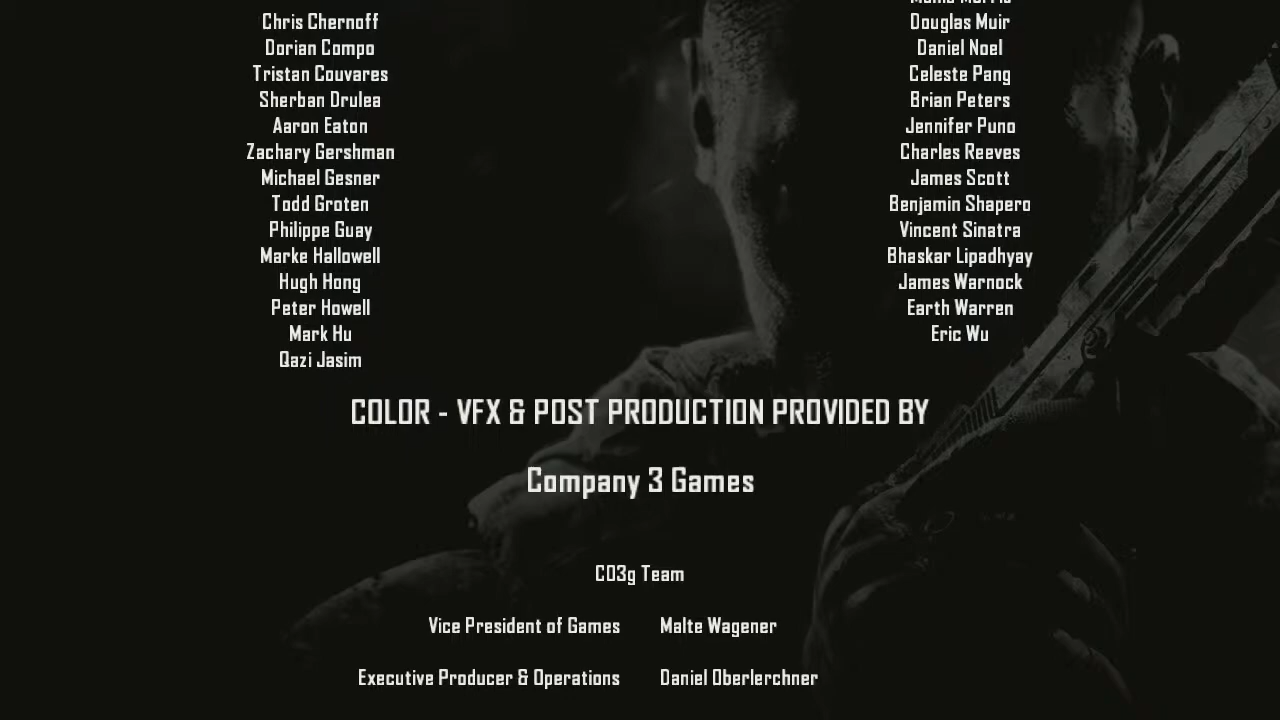 Chris Chernoff
Dorian Compo
Tristan Couvares
Sherban Drulea
Aaron Eaton
Zachary Gershman
Michael Gesner
Todd Groten
Philippe Guay
Marke Hallowell
Hugh Hong
Peter Howell
Mark Hu
Qazi Jasim
Douglas Muir
Daniel Noel
Celeste Pang
Brian Peters
Jennifer Puno
Charles Reeves
James Scott
Benjamin Shapero
Vincent Sinatra
Bhaskar Lipadhyay
James Warnock
Earth Warren
Eric Wu
COLOR - VFX & POST PRODUCTION PROVIDED BY
Company 3 Games
CO3g Team
Vice President of Games Malte Wagener
Executive Producer & Operations Daniel Oberlerchner